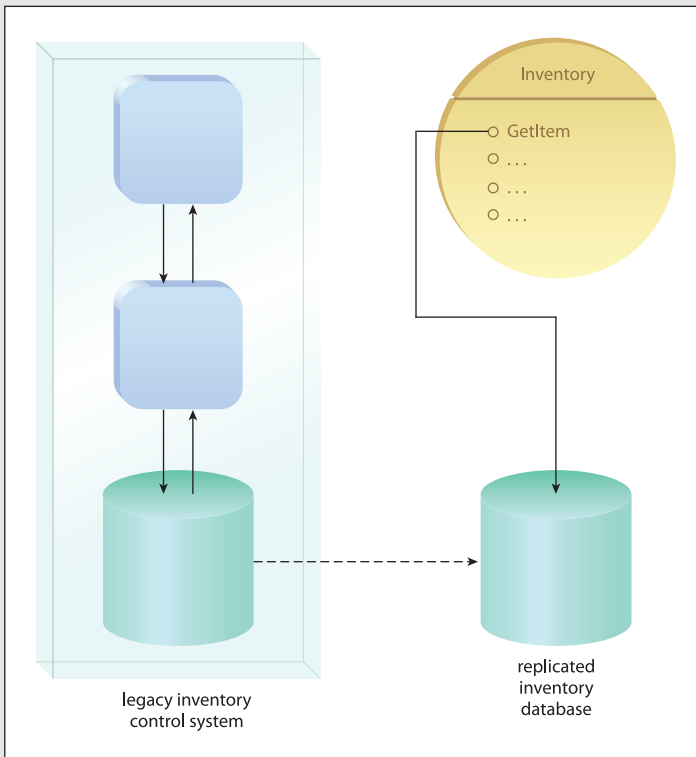 Inventory
GetItem
...
...
...
legacy inventory
control system
replicated
inventory
database